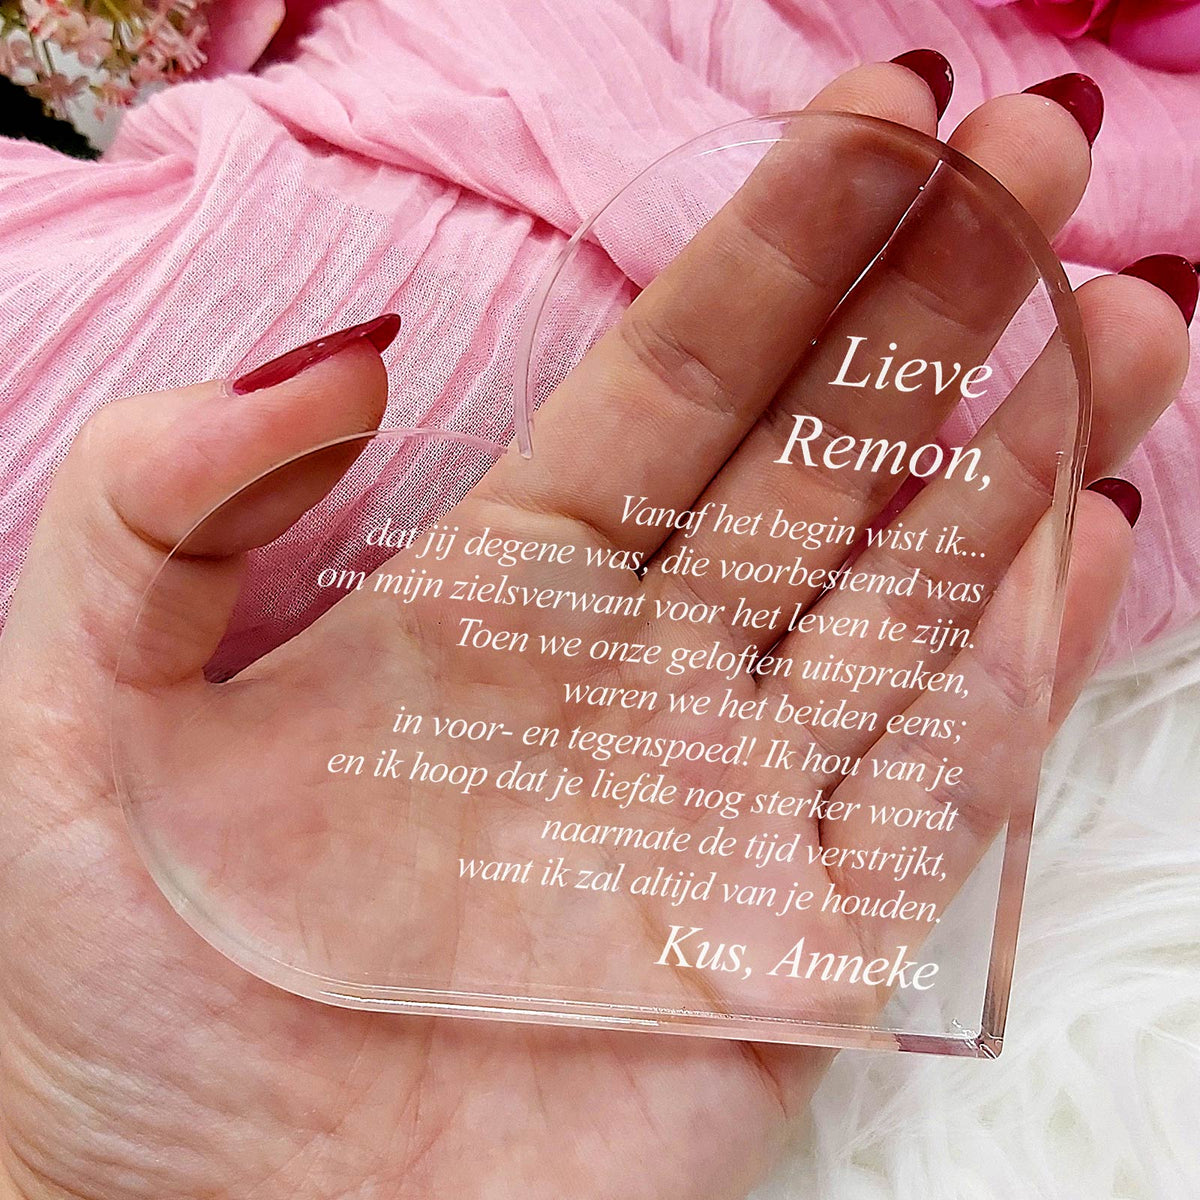 Lieve
Remon,
Vanaf het begin wist ik...
dat jij degene was, die voorbestemd was
om mijn zielsverwant voor het leven te zijn.
Toen we onze geloften uitspraken,
waren we het beiden eens;
in voor- en tegenspoed! Ik hou van je
en ik hoop dat je liefde nog sterker wordt
naarmate de tijd verstrijkt,
want ik zal altijd van je houden.
Kus, Anneke